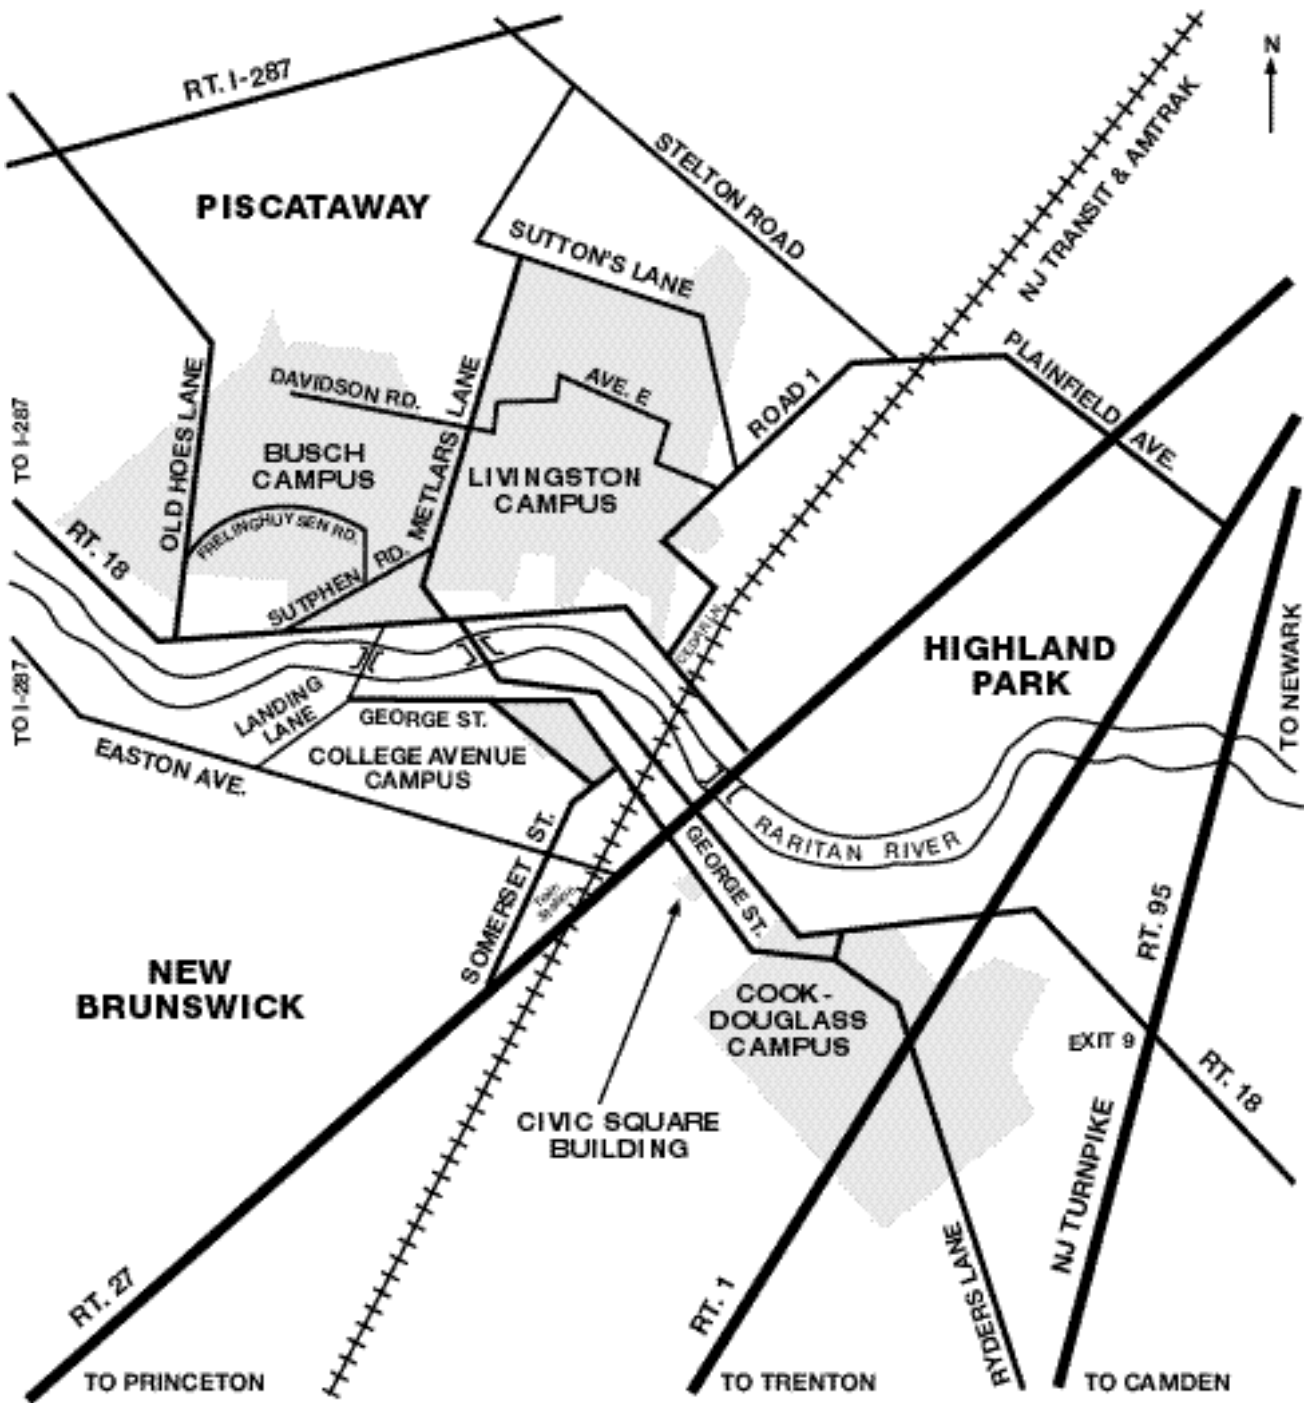 N
RT. I-287
STELTON ROAD
NJ TRANSIT & AMTRAK
PISCATAWAY
SUTTON'S LANE
PLAINFIELD
AVE.
ROAD 1
DAVIDSON RD.
AVE. E
OLD HOES LANE
METLARS LANE
TO I-287
BUSCH
CAMPUS
LIVINGSTON
CAMPUS
FRELINGHUYSEN RD.
RT. 18
SUTPHEN RD.
CEDAR LN.
HIGHLAND
PARK
TO NEWARK
TO I-287
LANDING
LANE
GEORGE ST.
EASTON AVE.
COLLEGE AVENUE
CAMPUS
RARITAN RIVER
SOMERSET ST.
GEORGE ST.
Train
Station
RT. 95
NEW
BRUNSWICK
COOK-
DOUGLASS
CAMPUS
EXIT 9
RT. 18
CIVIC SQUARE
BUILDING
NJ TURNPIKE
RYDERS LANE
RT. 27
RT. 1
TO PRINCETON
TO TRENTON
TO CAMDEN